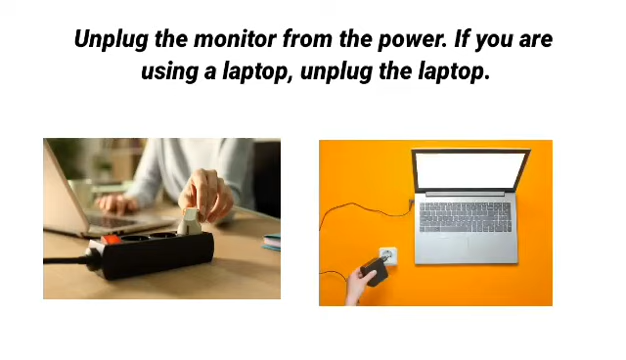 Unplug the monitor from the power. If you are
using a laptop, unplug the laptop.